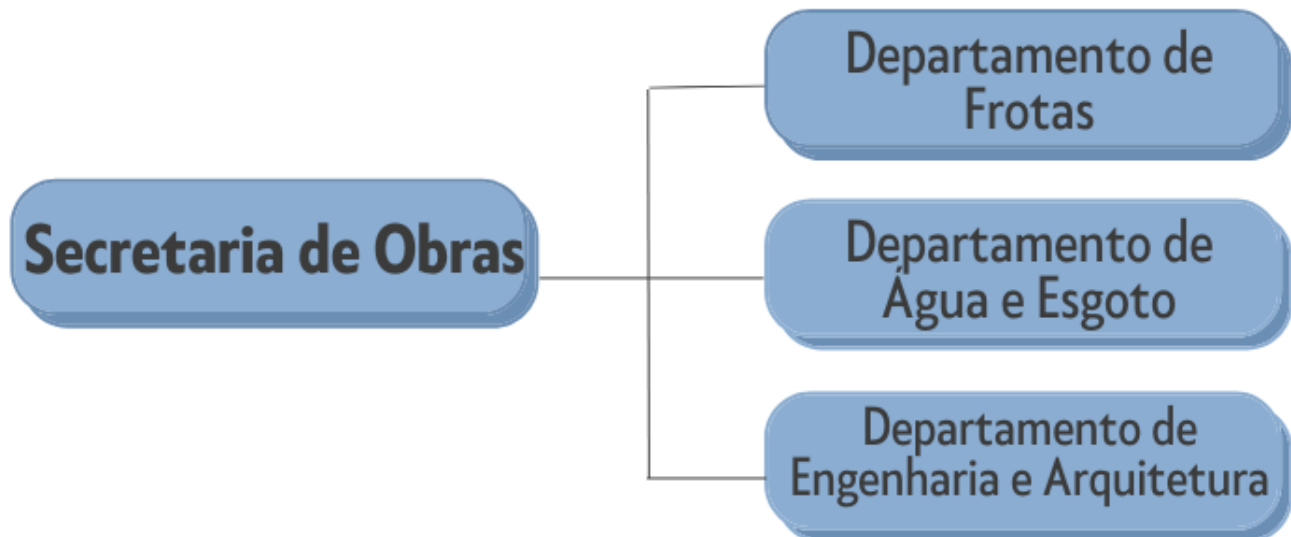 Secretaria de Obras
Departamento de
Frotas
Departamento de
Água e Esgoto
Departamento de
Engenharia e Arquitetura